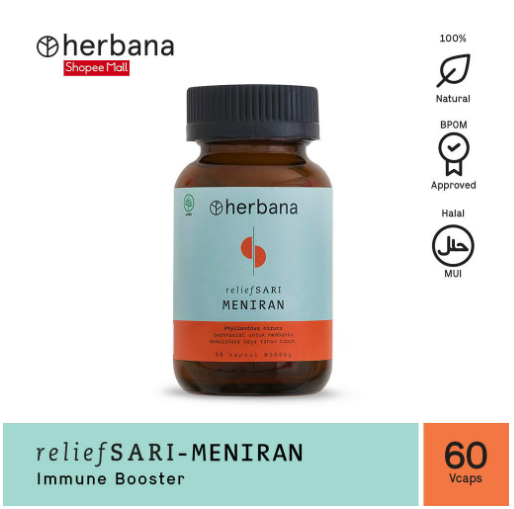 herbana
Shopee Mall
100%
Natural
BPOM
Approved
Halal
حلال
MUI
herbana
reliefSARI
MENIRAN
Phyllanthus niruri
berkhasiat untuk membantu
memelihara daya tahan tubuh.
60 kapsul @500mg
reliefSARI-MENIRAN
Immune Booster
60
Vcaps